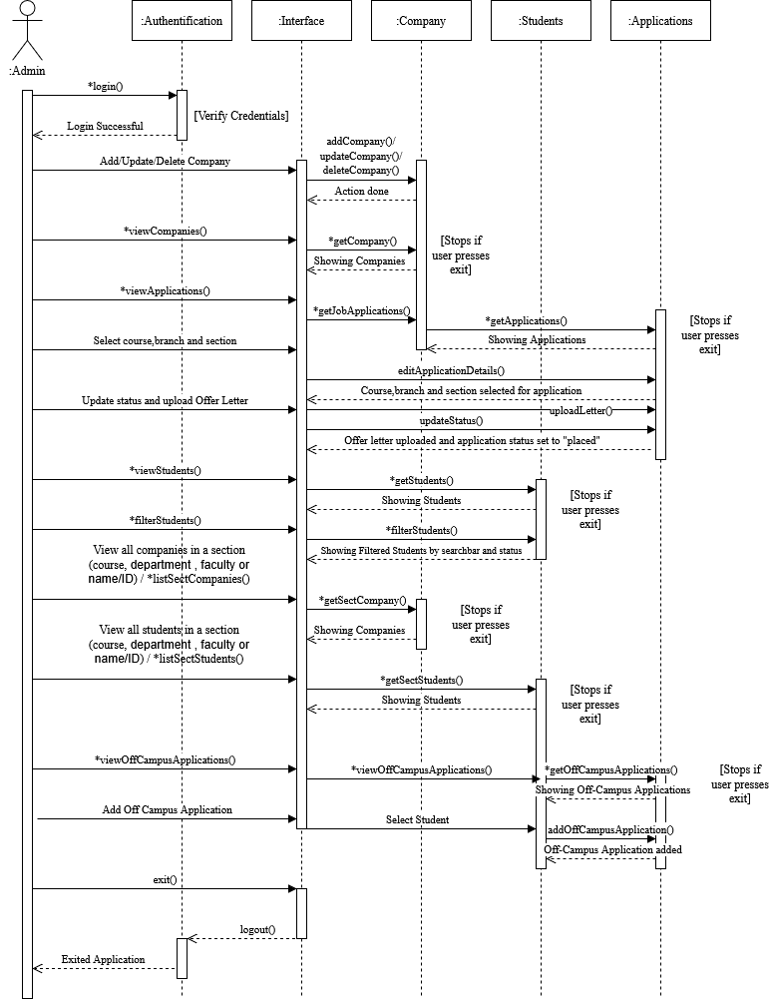 :Authentification
:Interface
:Company
:Students
:Applications
:Admin
*login()
[Verify Credentials]
Login Successful
addCompany()/
updateCompany()/
deleteCompany()
Add/Update/Delete Company
Action done
*viewCompanies()
*getCompany()
[Stops if
user presses
exit]
Showing Companies
*viewApplications()
*getJobApplications()
*getApplications()
[Stops if
user presses
exit]
Select course,branch and section
Showing Applications
editApplicationDetails()
Course,branch and section selected for application
Update status and upload Offer Letter
uploadLetter()
updateStatus()
Offer letter uploaded and application status set to "placed"
*viewStudents()
*getStudents()
[Stops if
user presses
exit]
Showing Students
*filterStudents()
*filterStudents()
Showing Filtered Students by searchbar and status
View all companies in a section
(course, department , faculty or
name/ID) / *listSectCompanies()
*getSectCompany()
[Stops if
user presses
exit]
Showing Companies
View all students in a section
(course, department , faculty or
name/ID) / *listSectStudents()
*getSectStudents()
[Stops if
user presses
exit]
Showing Students
*viewOffCampusApplications()
*viewOffCampusApplications()
*getOffCampusApplications()
[Stops if
user presses
exit]
Showing Off-Campus Applications
Add Off Campus Application
Select Student
addOffCampusApplication()
Off-Campus Application added
exit()
logout()
Exited Application